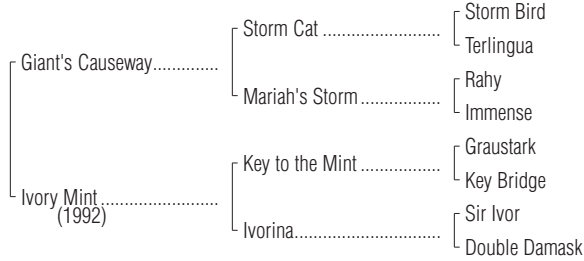 Storm Bird
Storm Cat ........................
Terlingua
Giant's Causeway..............
Rahy
Mariah's Storm .................
Immense
Graustark
Key to the Mint .................
Key Bridge
Ivory Mint .........................
(1992)
Sir Ivor
Ivorina...............................
Double Damask